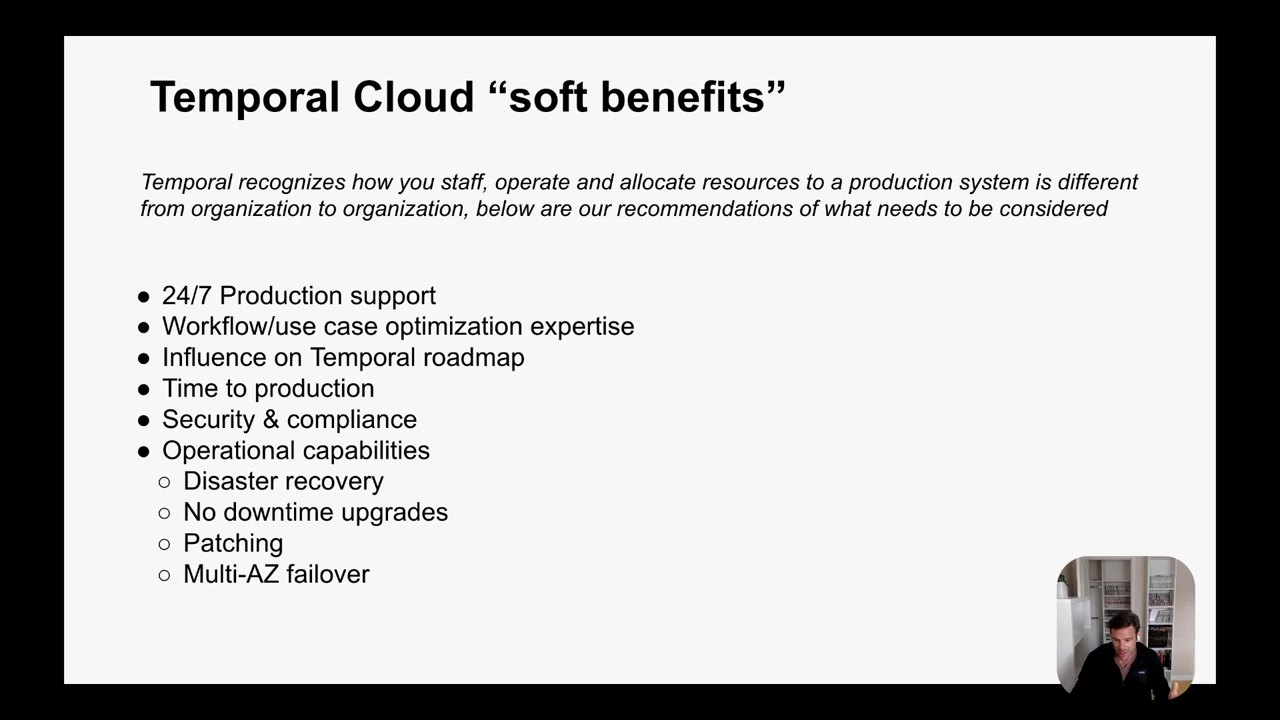 Temporal Cloud “soft benefits”
Temporal recognizes how you staff, operate and allocate resources to a production system is different
from organization to organization, below are our recommendations of what needs to be considered
● 24/7 Production support
● Workflow/use case optimization expertise
● Influence on Temporal roadmap
● Time to production
● Security & compliance
● Operational capabilities
○ Disaster recovery
○ No downtime upgrades
○ Patching
○ Multi-AZ failover